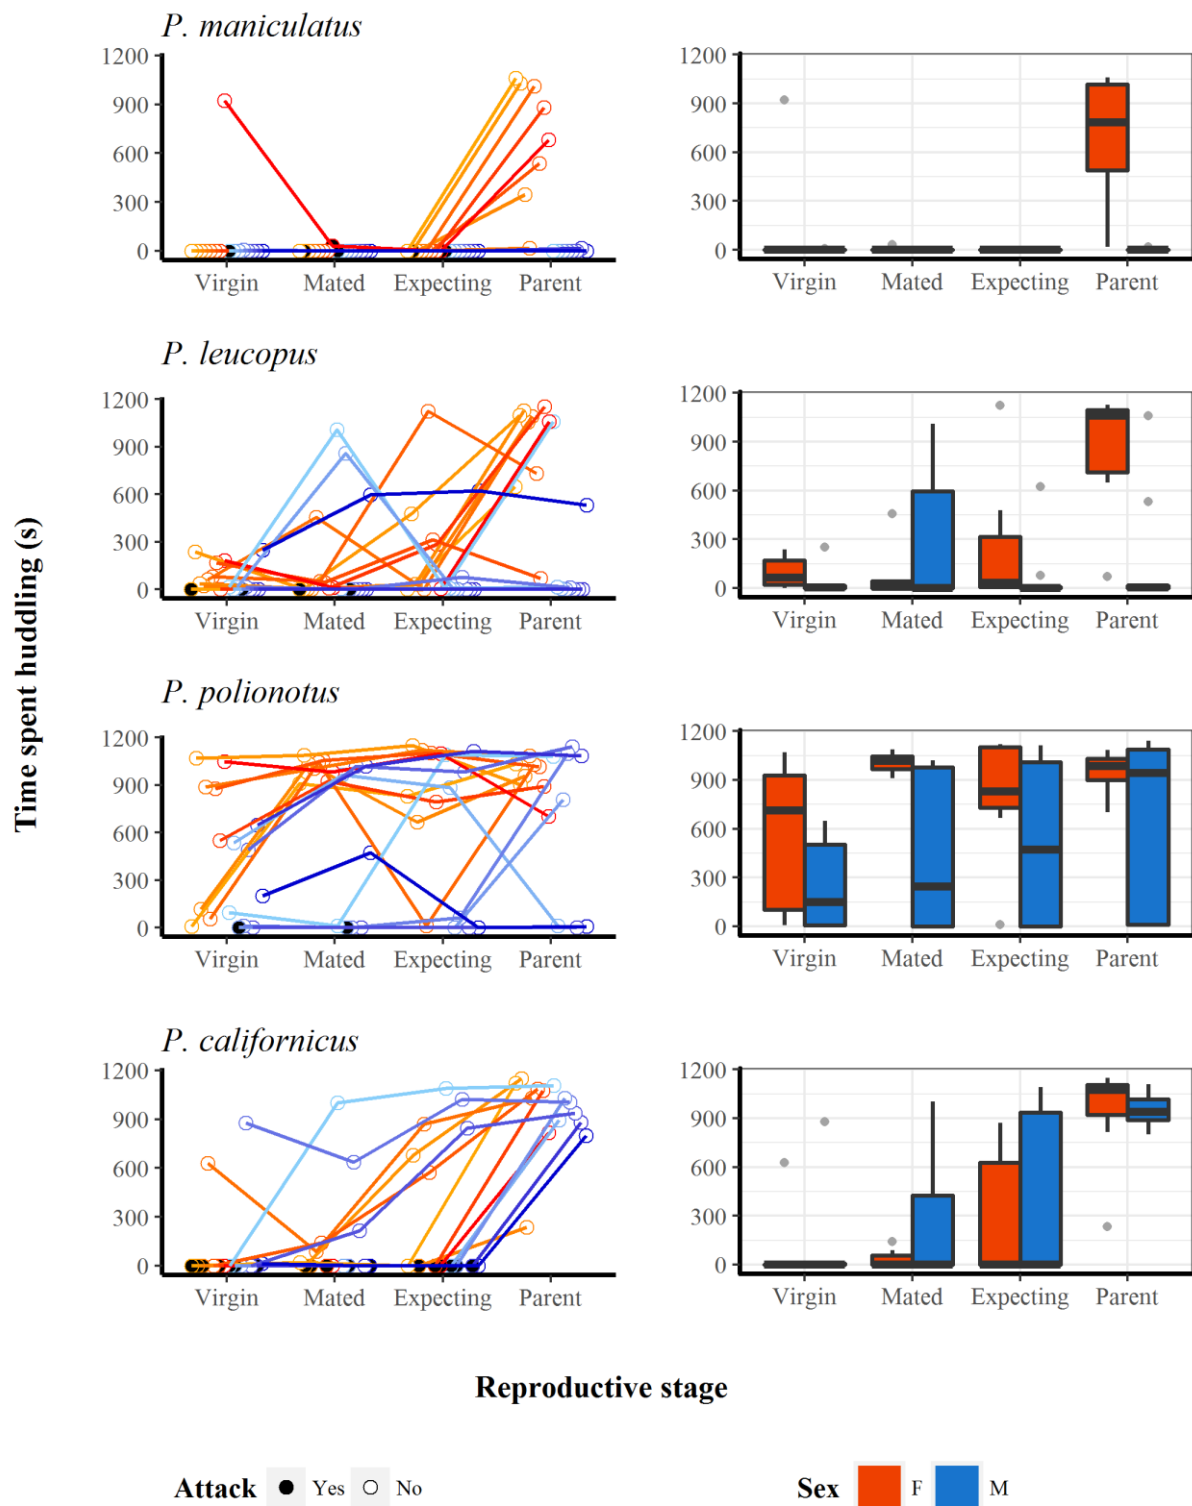 P. maniculatus
1200
900
600
300
0
Virgin Mated Expecting Parent
1200
900
600
300
0
Virgin Mated Expecting Parent
P. leucopus
1200
900
600
300
0
Virgin Mated Expecting Parent
1200
900
600
300
0
Virgin Mated Expecting Parent
Time spent huddling (s)
P. polionotus
1200
900
600
300
0
Virgin Mated Expecting Parent
1200
900
600
300
0
Virgin Mated Expecting Parent
P. californicus
1200
900
600
300
0
Virgin Mated Expecting Parent
1200
900
600
300
0
Virgin Mated Expecting Parent
Reproductive stage
Attack Yes No
Sex F M